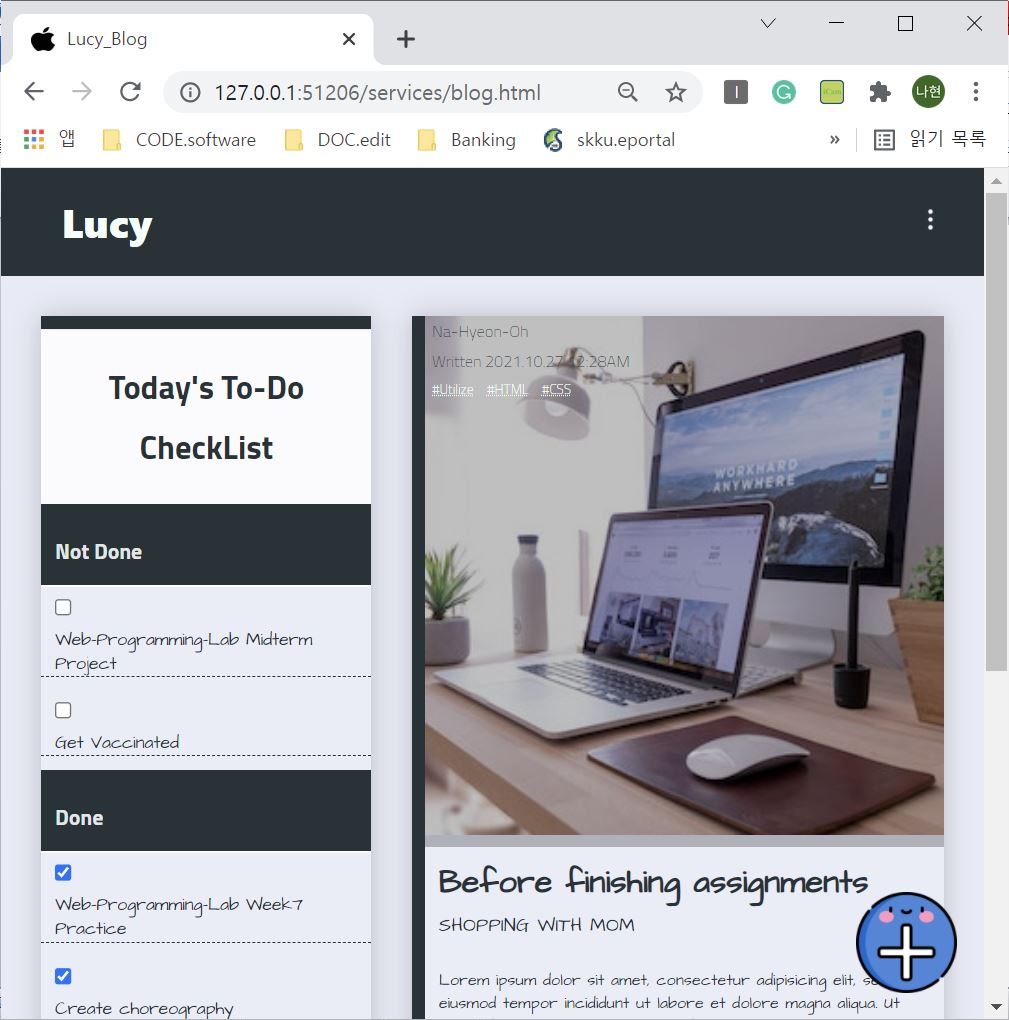 Lucy_Blog
127.0.0.1:51206/services/blog.html
I
나현
앱
CODE.software
DOC.edit
Banking
skku.eportal
»
읽기 목록
Lucy
Today's To-Do
CheckList
Not Done
Web-Programming-Lab Midterm
Project
Get Vaccinated
Done
Web-Programming-Lab Week7
Practice
Create choreography
Na-Hyeon-Oh
Written 2021.10.27 2:28AM
#Utilize #HTML #CSS
WORKHARD
ANYWHERE
Before finishing assignments
SHOPPING WITH MOM
Lorem ipsum dolor sit amet, consectetur adipisicing elit,
eiusmod tempor incididunt ut labore et dolore magna aliqua. Ut